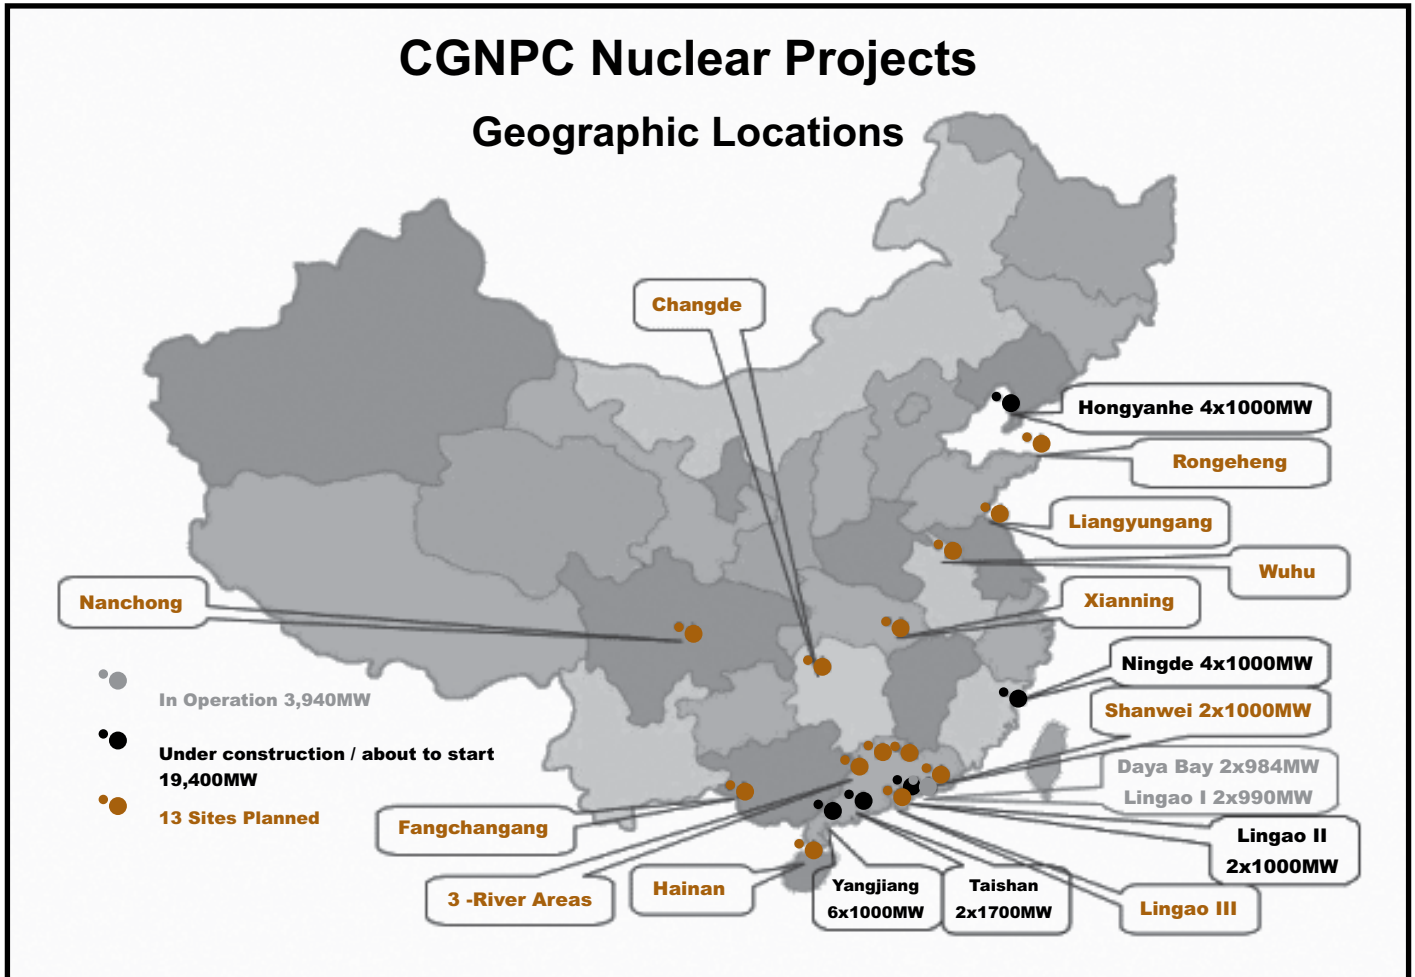 CGNPC Nuclear Projects
Geographic Locations
Changde
Hongyanhe 4x1000MW
Rongeheng
Liangyungang
Wuhu
Nanchong
Xianning
Ningde 4x1000MW
In Operation 3,940MW
Shanwei 2x1000MW
Under construction / about to start
19,400MW
Daya Bay 2x984MW
Lingao I 2x990MW
13 Sites Planned
Fangchangang
Lingao II
2x1000MW
3 -River Areas
Hainan
Yangjiang
6x1000MW
Taishan
2x1700MW
Lingao III